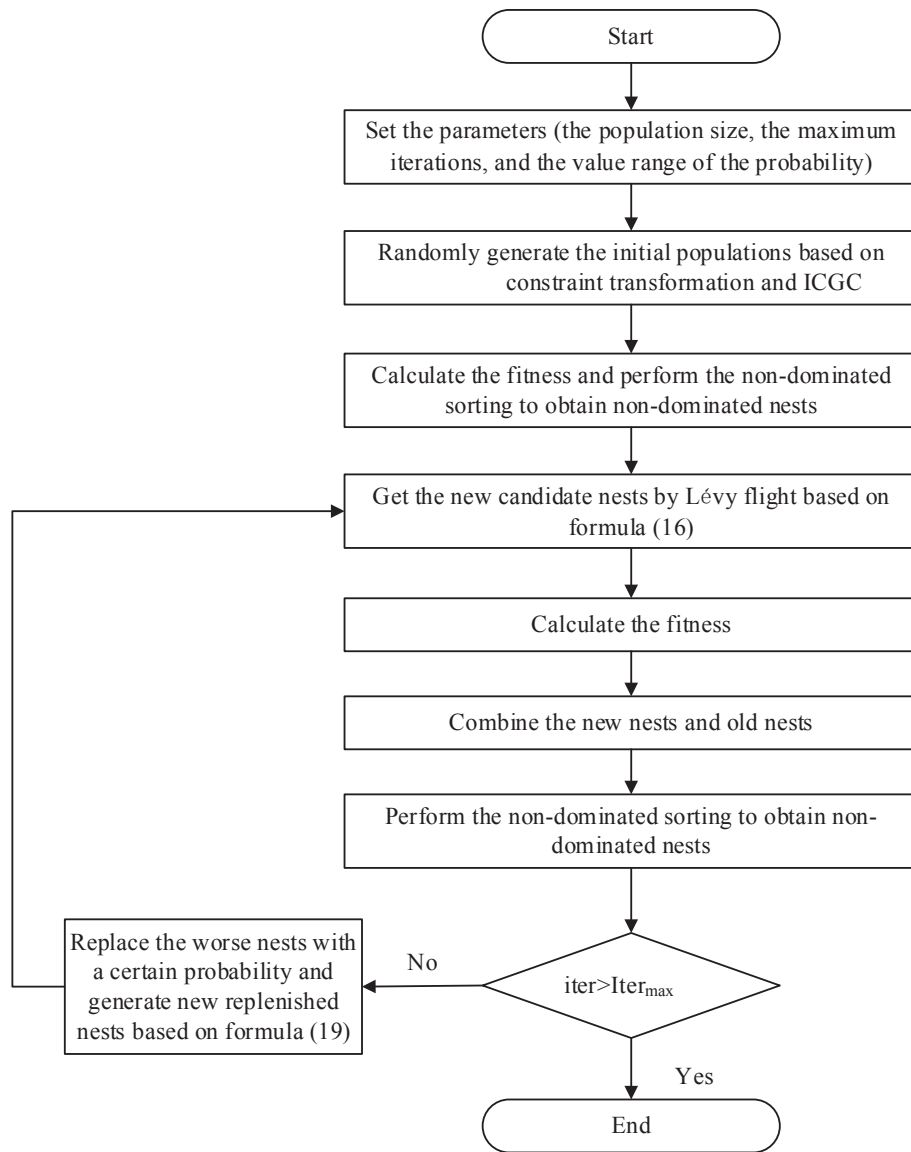 Start
Set the parameters (the population size, the maximum
iterations, and the value range of the probability)
Randomly generate the initial populations based on
constraint transformation and ICGC
Calculate the fitness and perform the non-dominated
sorting to obtain non-dominated nests
Get the new candidate nests by Lévy flight based on
formula (16)
Calculate the fitness
Combine the new nests and old nests
Perform the non-dominated sorting to obtain non-
dominated nests
Replace the worse nests with
a certain probability and
generate new replenished
nests based on formula (19)
No
iter>Iter_max
Yes
End